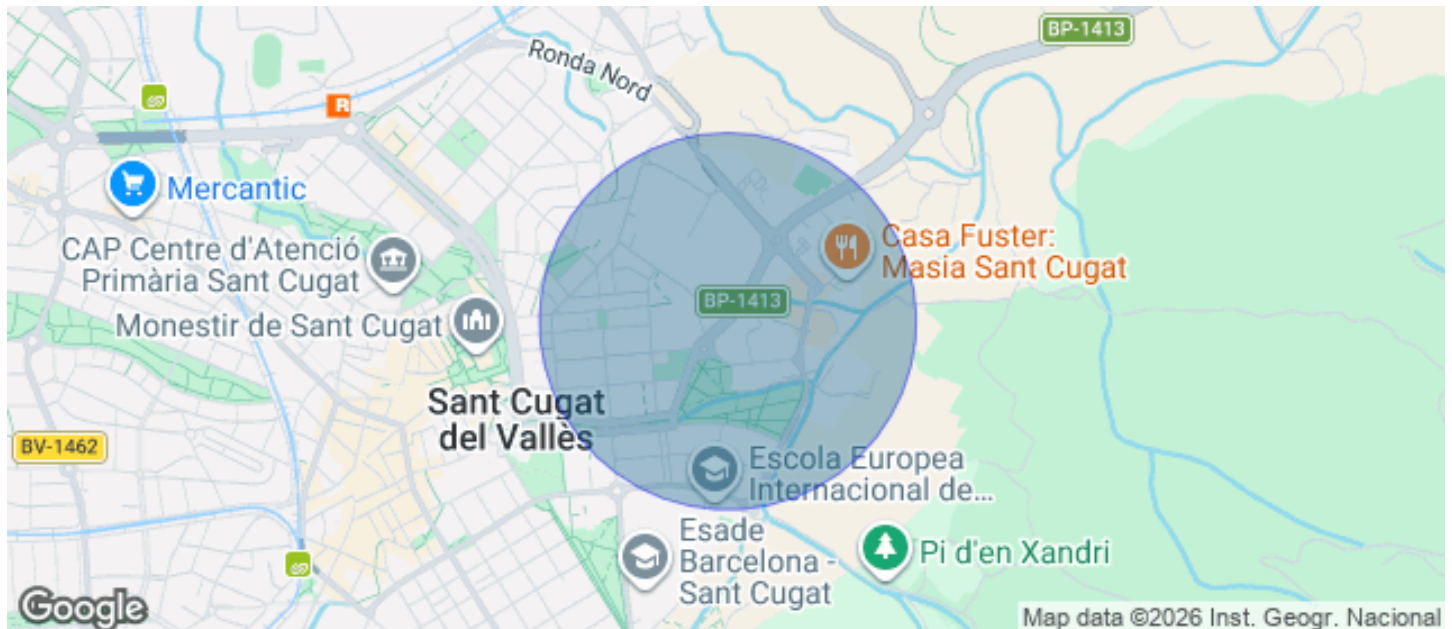 BP-1413
Ronda Nord
R
Mercantic
CAP Centre d'Atenció
Primària Sant Cugat
Casa Fuster:
Masia Sant Cugat
BP-1413
Monestir de Sant Cugat
Sant Cugat
del Vallès
BV-1462
Escola Europea
Internacional de...
Esade
Barcelona -
Sant Cugat
Pi d'en Xandri
Google
Map data ©2026 Inst. Geogr. Nacional